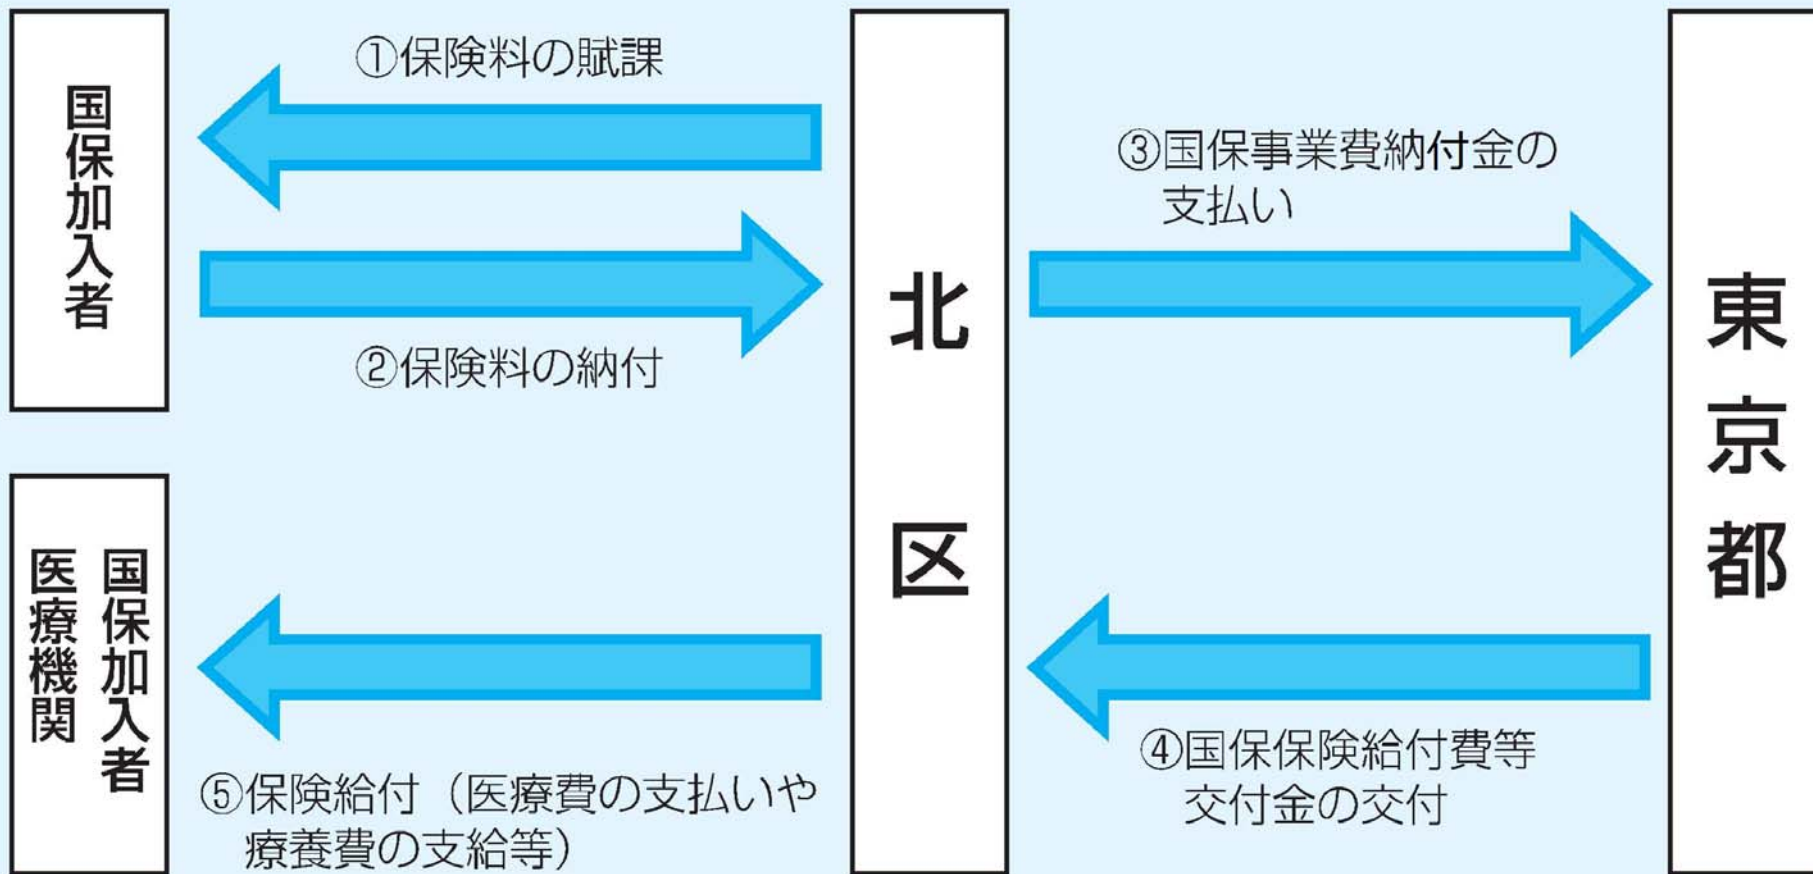 国保加入者
①保険料の賦課
②保険料の納付
北区
③国保事業費納付金の
支払い
東京都
④国保保険給付費等
交付金の交付
国保加入者
医療機関
⑤保険給付（医療費の支払いや
療養費の支給等）